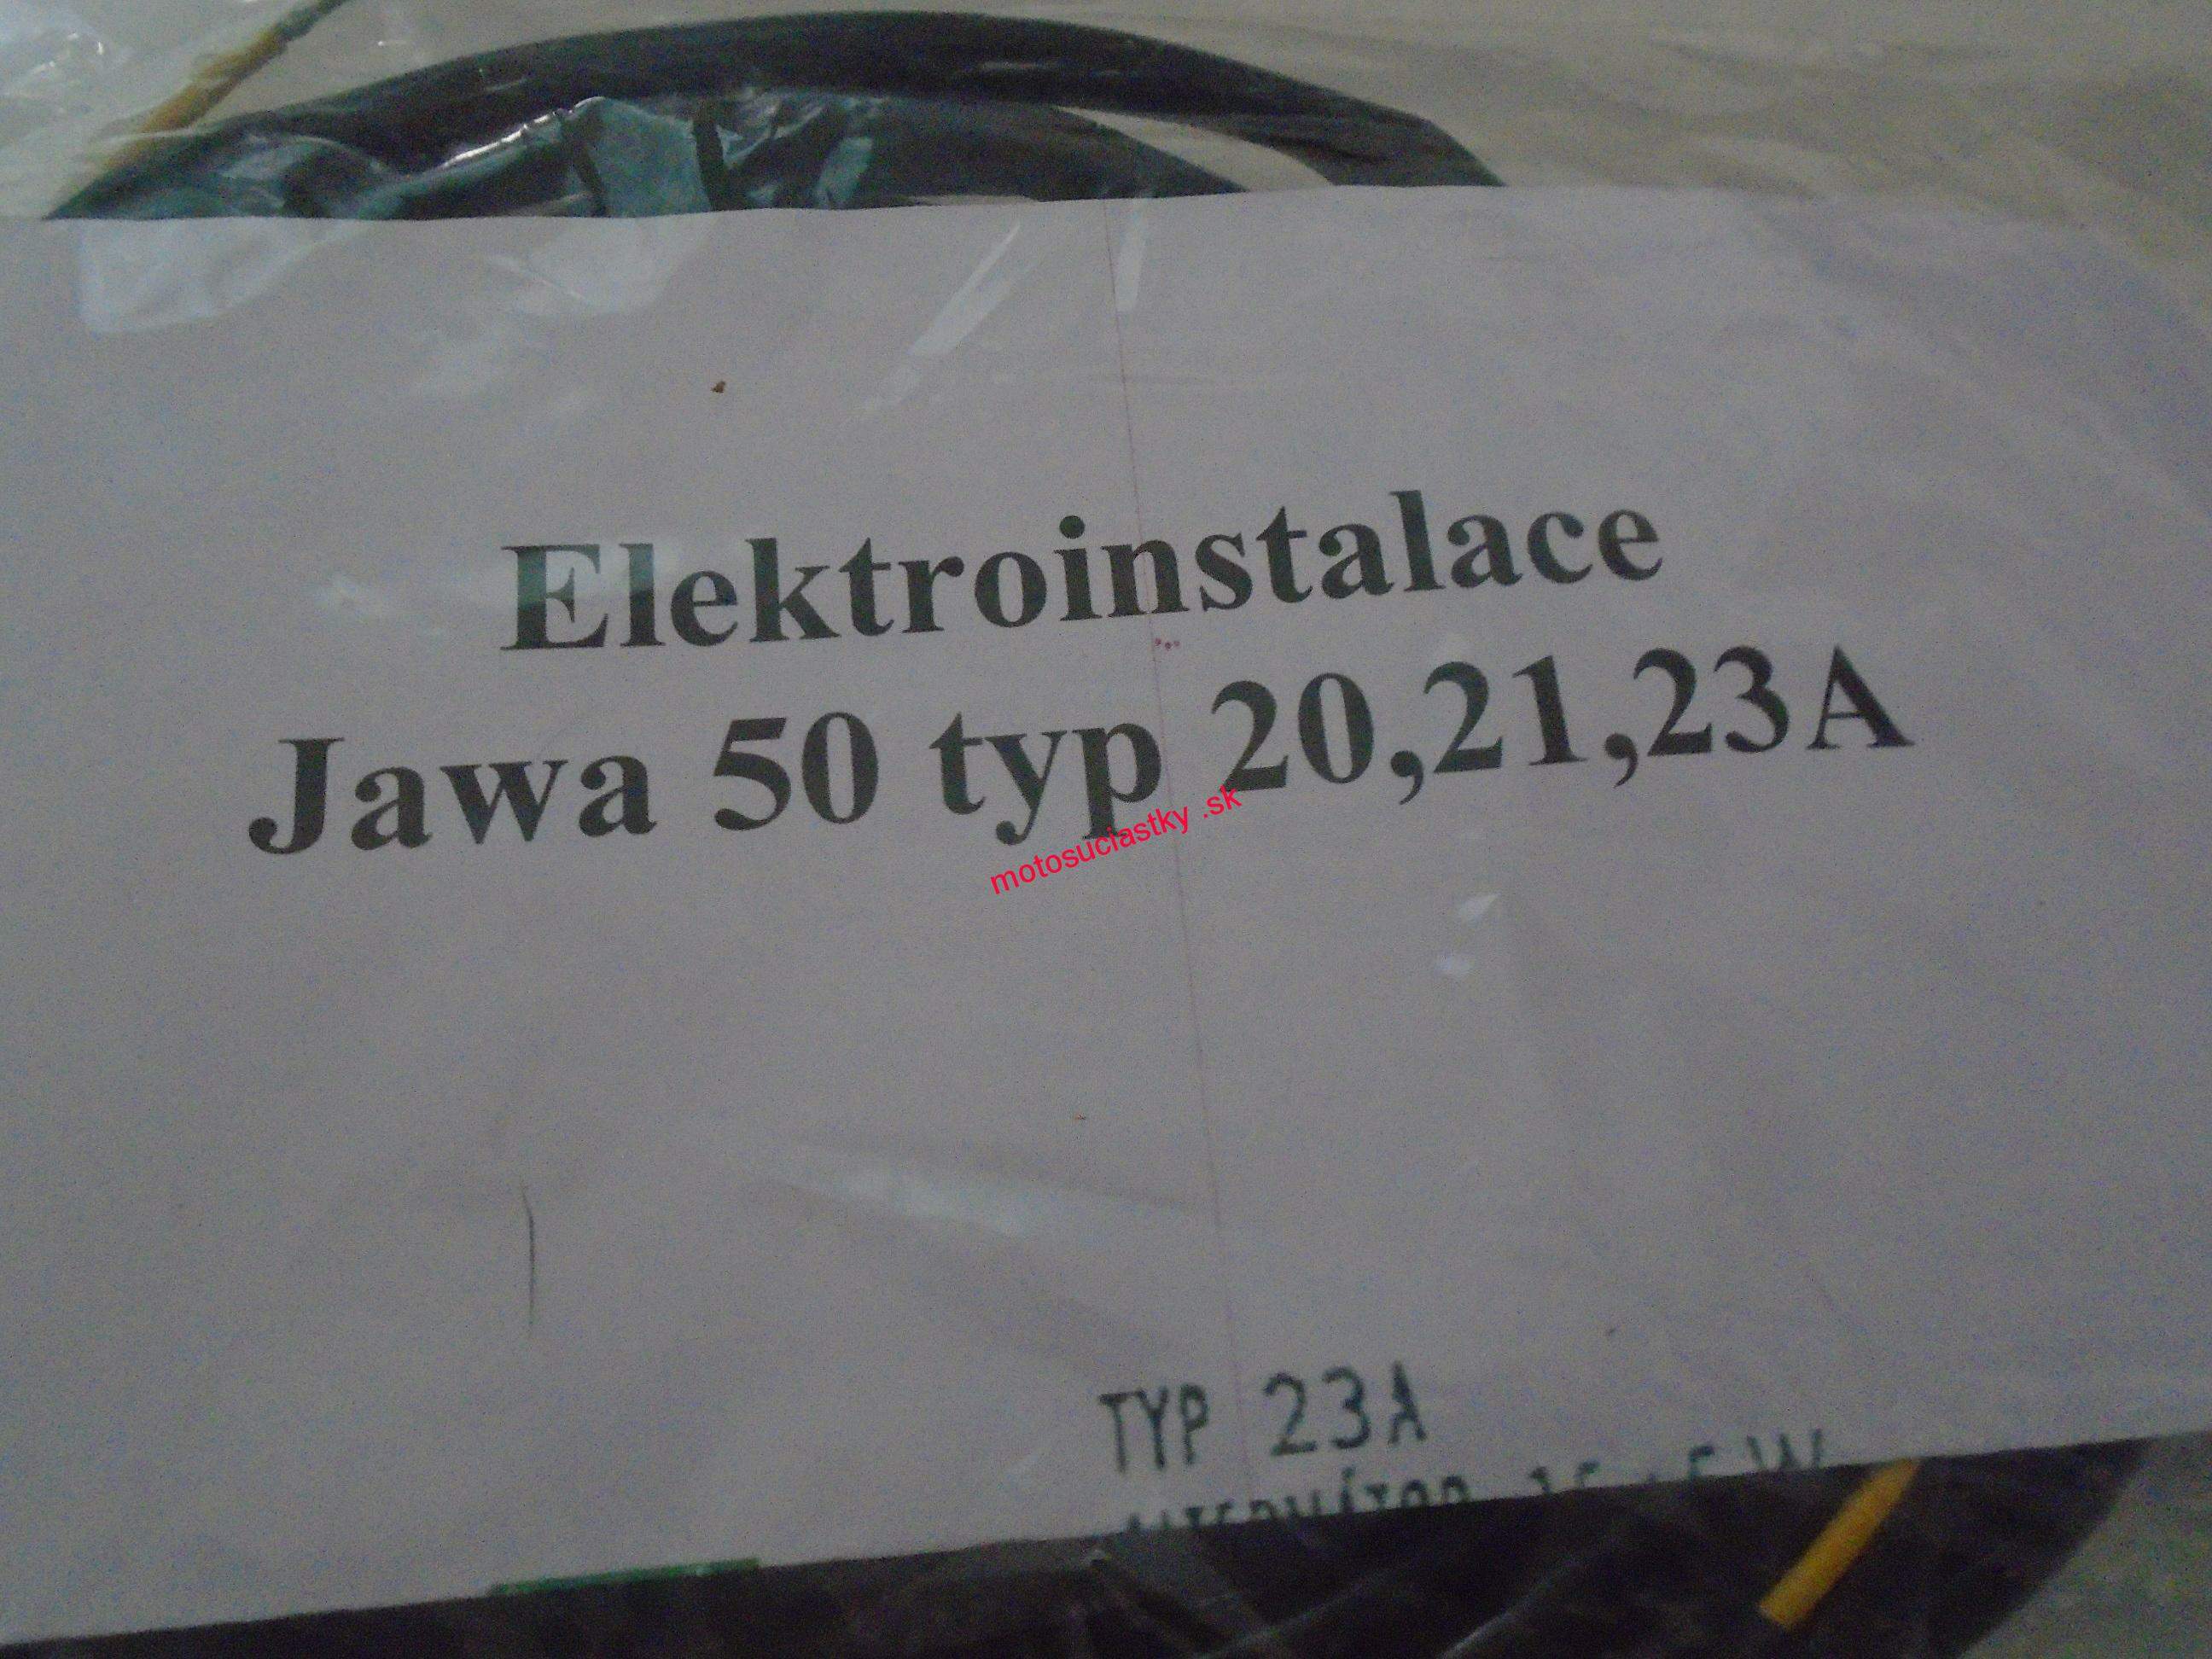 Elektroinstalace
Jawa 50 typ 20,21,23A
motosuciastky .sk
TYP 23A